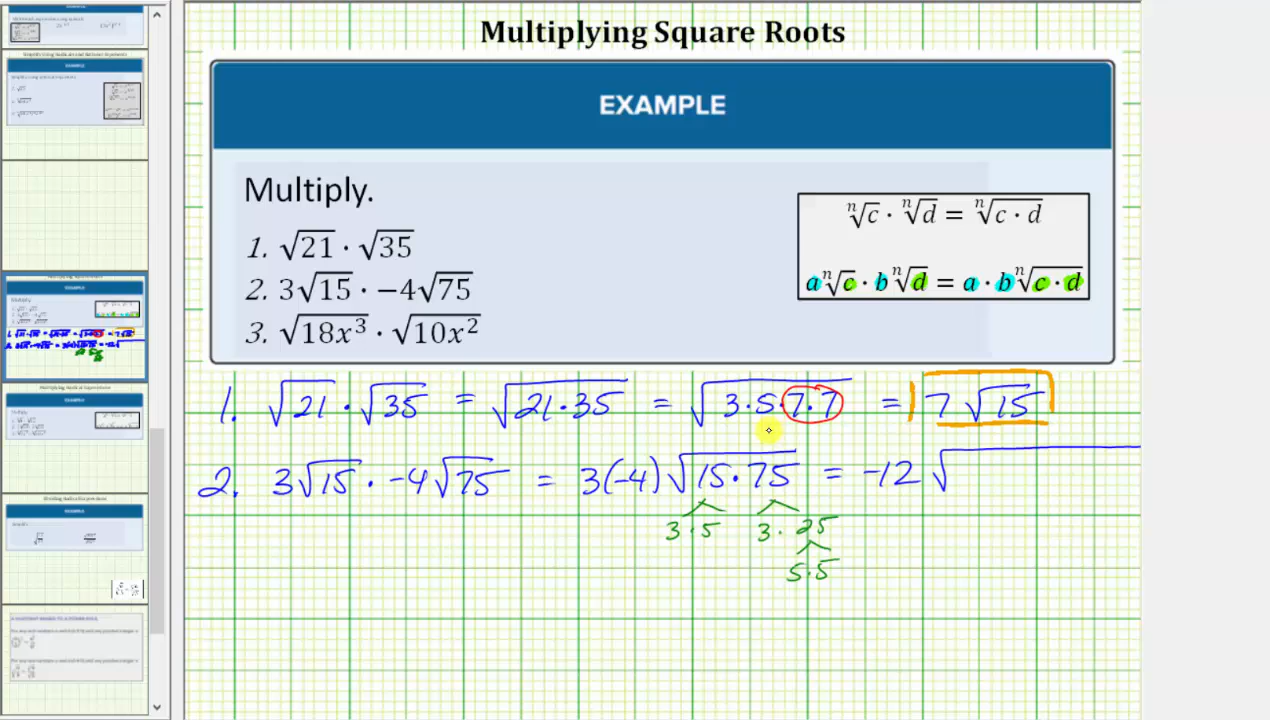 Multiplying Square Roots
EXAMPLE
Multiply.
1. √21 · √35
2. 3√15 · −4√75
3. √18x³ · √10x²
ⁿ√c · ⁿ√d = ⁿ√c · d
aⁿ√c · bⁿ√d = a · bⁿ√c · d
1. √21 · √35 = √21·35 = √3·5·7·7 = 7√15
2. 3√15 · -4√75 = 3(-4)√15·75 = -12√
3·5 3·25
5·5